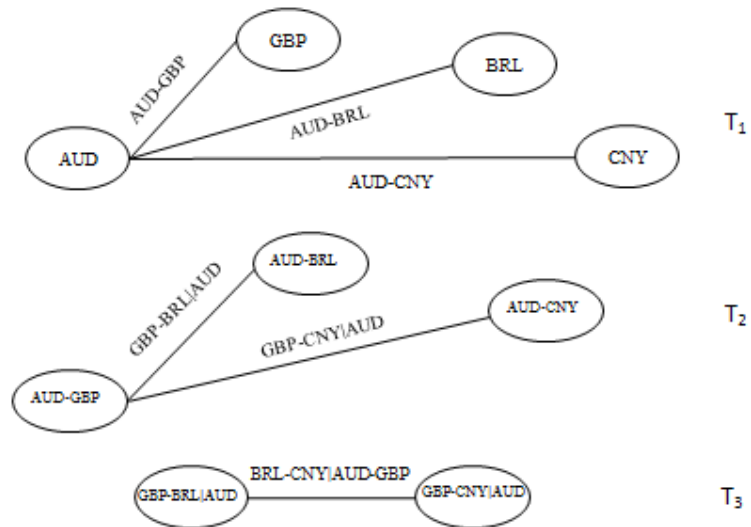 GBP
BRL
T1
AUD-GBP
AUD-BRL
AUD
CNY
AUD-CNY
AUD-BRL
GBP-BRL|AUD
AUD-CNY
T2
GBP-CNY|AUD
AUD-GBP
BRL-CNY|AUD-GBP
GBP-BRL|AUD
GBP-CNY|AUD
T3